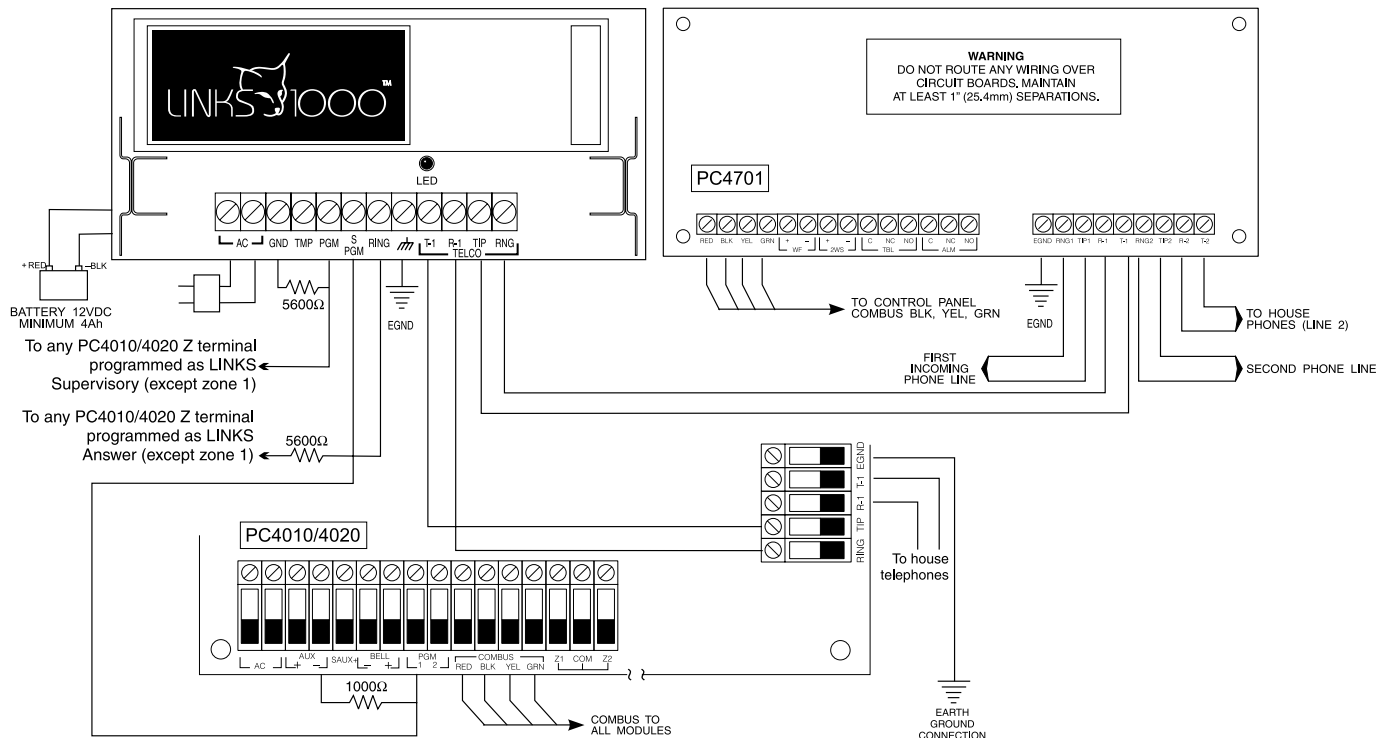 LINKS 1000™
LED
AC GND TMP PGM S PGM RING T-1 R-1 TIP RNG
TELCO
+RED
–BLK
BATTERY 12VDC
MINIMUM 4Ah
5600Ω
EGND
To any PC4010/4020 Z terminal
programmed as LINKS
Supervisory (except zone 1)
To any PC4010/4020 Z terminal
programmed as LINKS
Answer (except zone 1)
5600Ω
WARNING
DO NOT ROUTE ANY WIRING OVER
CIRCUIT BOARDS. MAINTAIN
AT LEAST 1" (25.4mm) SEPARATIONS.
PC4701
RED BLK YEL GRN + – + – C NC NO C NC NO
WF 2WS TBL ALM
EGND RNG1 TIP1 R-1 T-1 RNG2 TIP2 R-2 T-2
TO CONTROL PANEL
COMBUS BLK, YEL, GRN
EGND
TO HOUSE
PHONES (LINE 2)
FIRST
INCOMING
PHONE LINE
SECOND PHONE LINE
EGND
T-1
R-1
TIP
RING
To house
telephones
PC4010/4020
AC AUX + – SAUX+ BELL – + PGM 1 2 COMBUS RED BLK YEL GRN Z1 COM Z2
1000Ω
COMBUS TO
ALL MODULES
EARTH
GROUND
CONNECTION